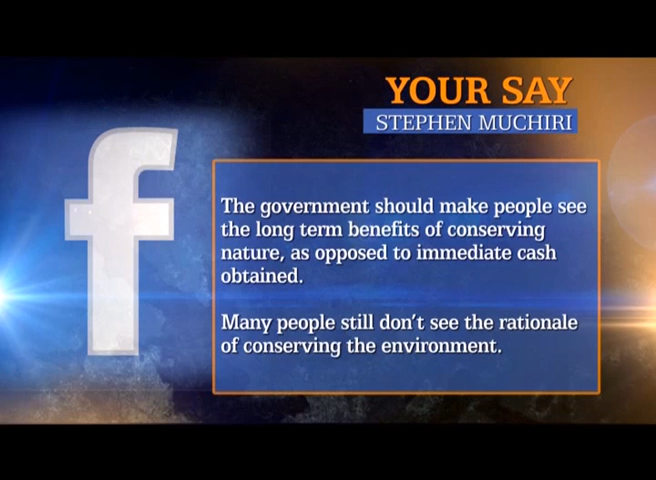 YOUR SAY
STEPHEN MUCHIRI
f
The government should make people see
the long term benefits of conserving
nature, as opposed to immediate cash
obtained.
Many people still don't see the rationale
of conserving the environment.